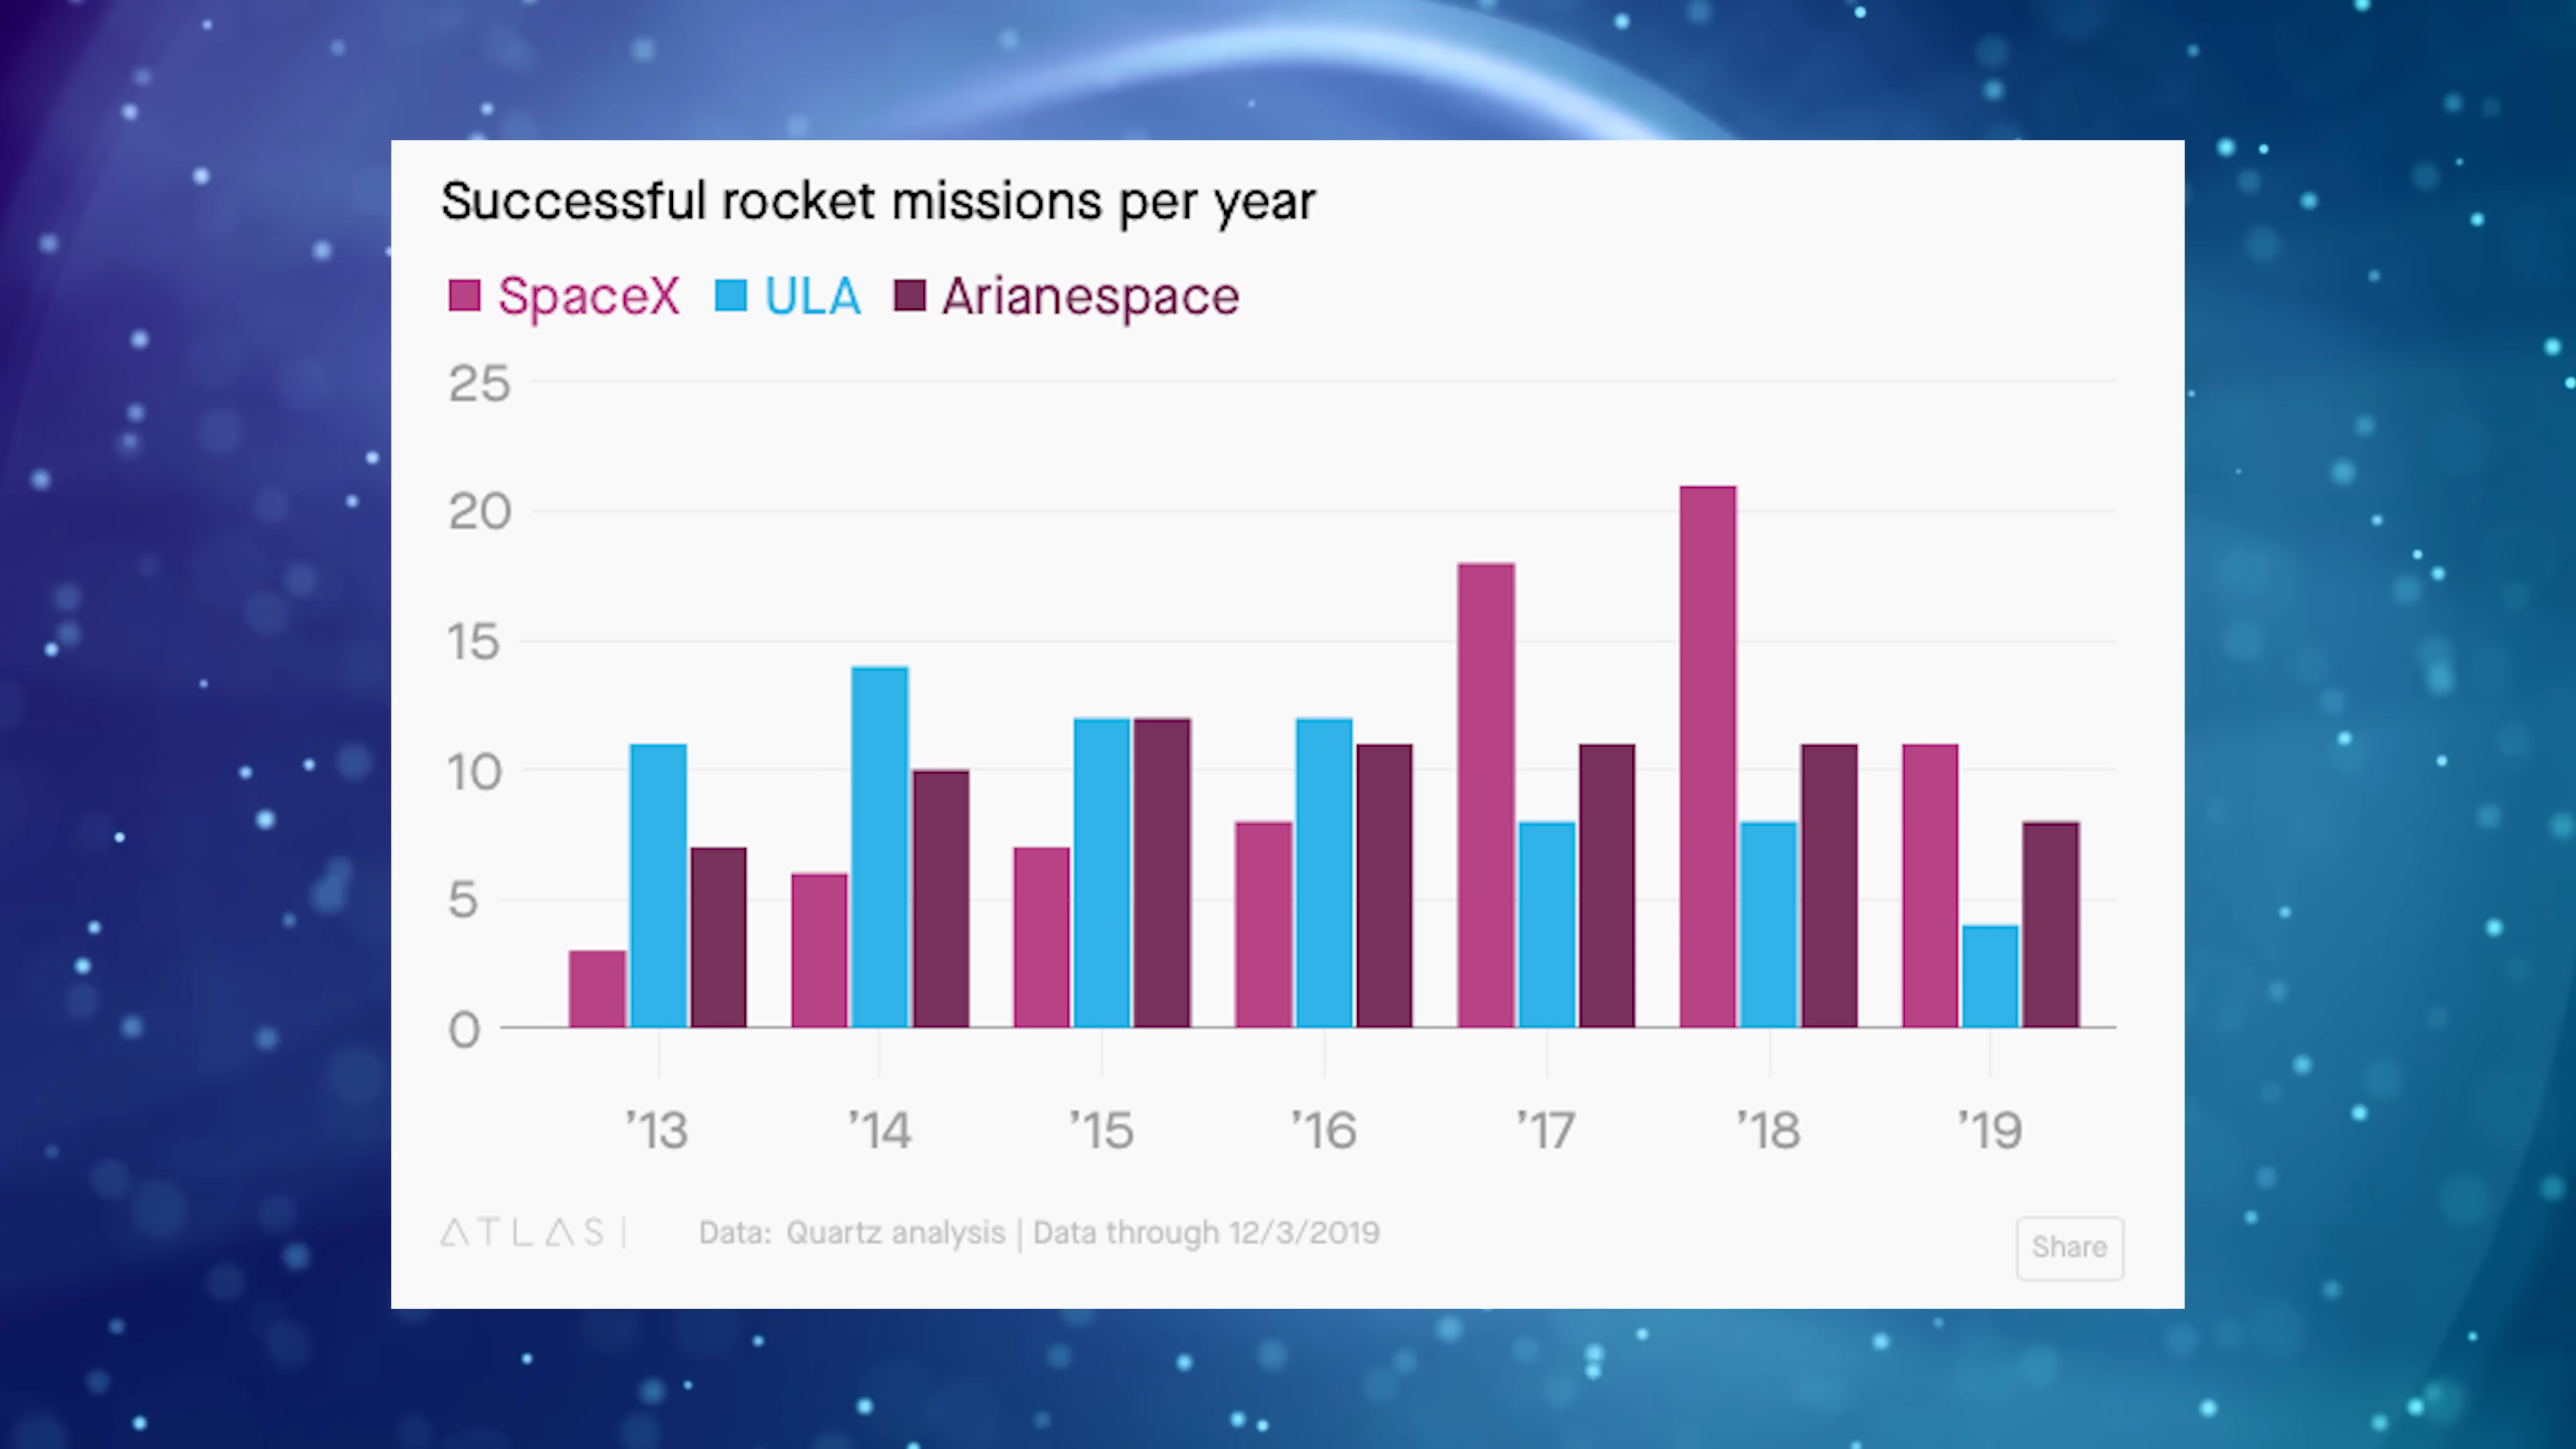 Successful rocket missions per year
SpaceX ULA Arianespace
25
20
15
10
5
0
’13 ’14 ’15 ’16 ’17 ’18 ’19
ATLAS | Data: Quartz analysis | Data through 12/3/2019
Share